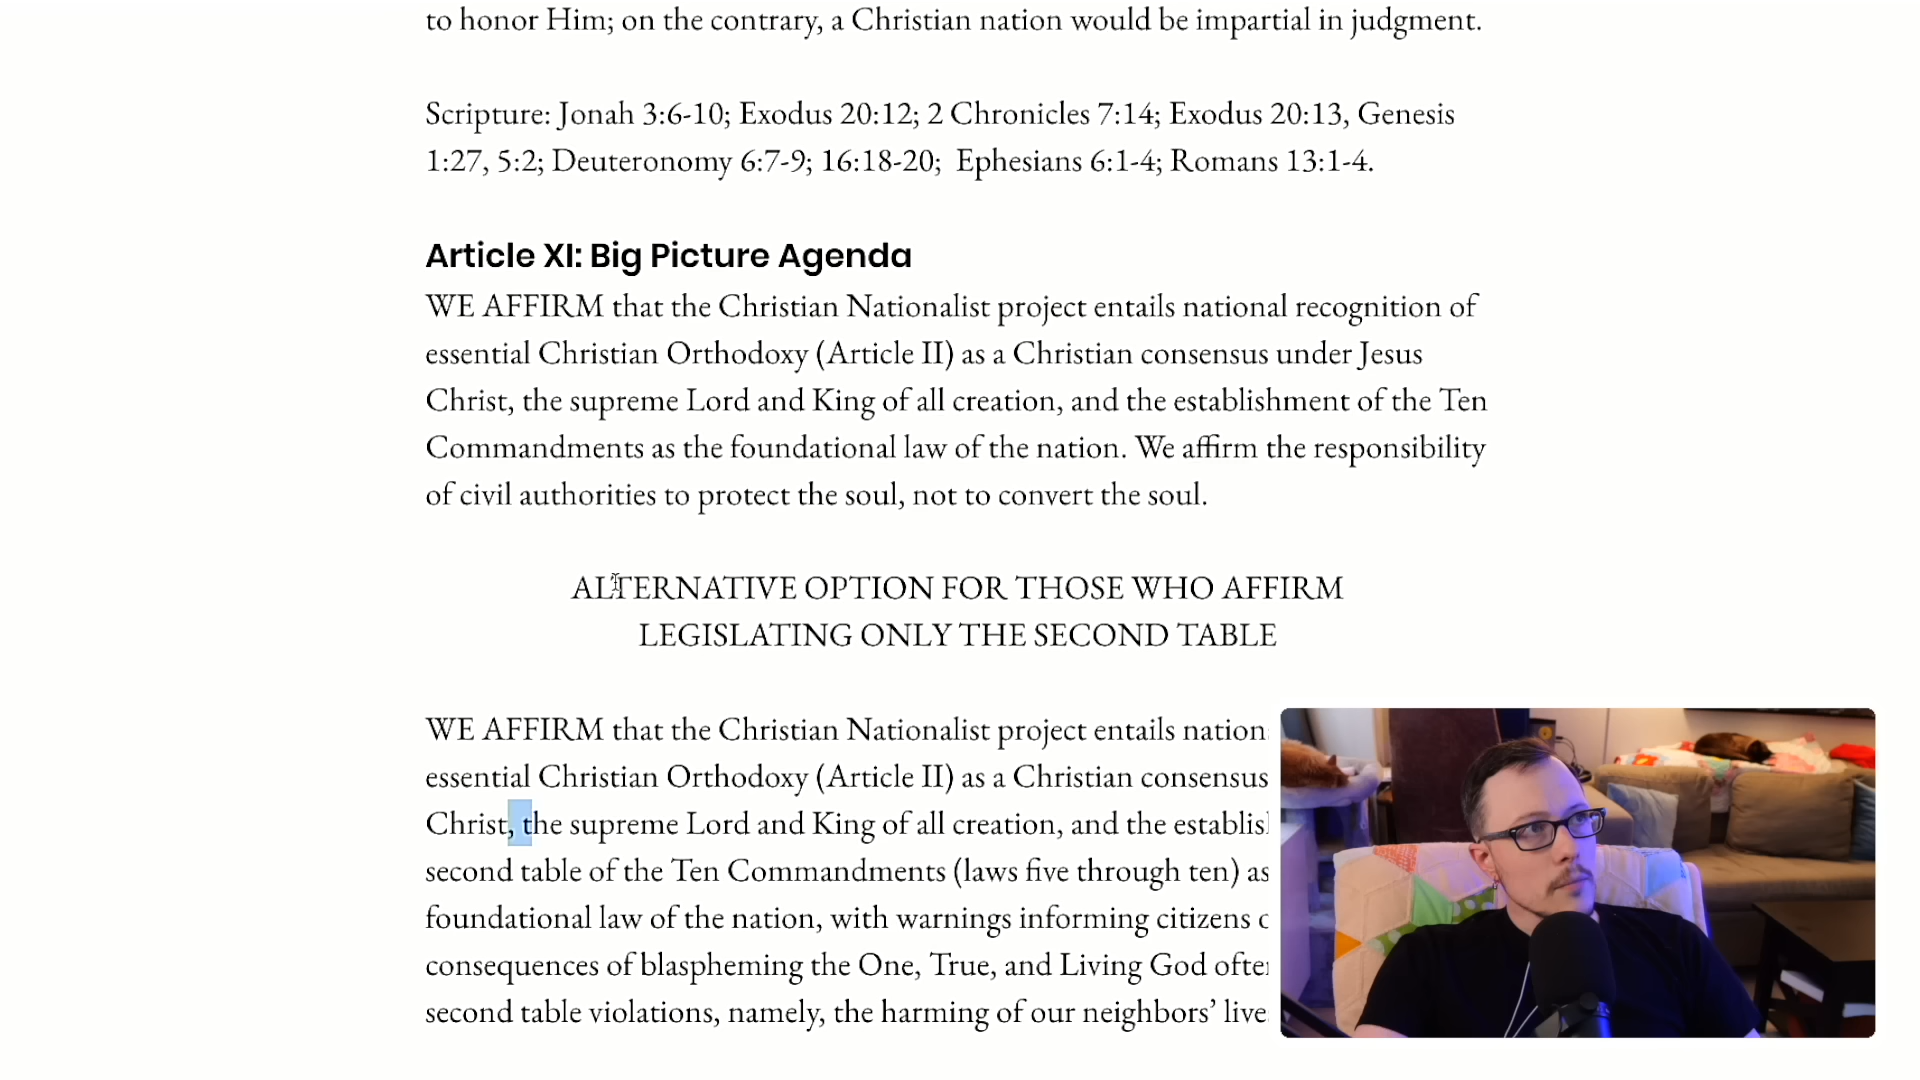 to honor Him; on the contrary, a Christian nation would be impartial in judgment.
Scripture: Jonah 3:6-10; Exodus 20:12; 2 Chronicles 7:14; Exodus 20:13, Genesis
1:27, 5:2; Deuteronomy 6:7-9; 16:18-20; Ephesians 6:1-4; Romans 13:1-4.
Article XI: Big Picture Agenda
WE AFFIRM that the Christian Nationalist project entails national recognition of
essential Christian Orthodoxy (Article II) as a Christian consensus under Jesus
Christ, the supreme Lord and King of all creation, and the establishment of the Ten
Commandments as the foundational law of the nation. We affirm the responsibility
of civil authorities to protect the soul, not to convert the soul.
ALTERNATIVE OPTION FOR THOSE WHO AFFIRM
LEGISLATING ONLY THE SECOND TABLE
WE AFFIRM that the Christian Nationalist project entails nation
essential Christian Orthodoxy (Article II) as a Christian consensus
Christ, the supreme Lord and King of all creation, and the establis
second table of the Ten Commandments (laws five through ten) as
foundational law of the nation, with warnings informing citizens
consequences of blaspheming the One, True, and Living God ofte
second table violations, namely, the harming of our neighbors' live